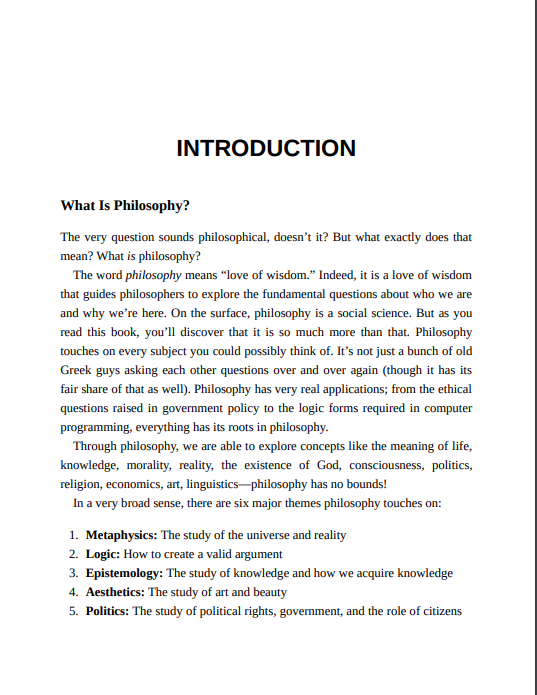 INTRODUCTION
What Is Philosophy?
The very question sounds philosophical, doesn’t it? But what exactly does that
mean? What is philosophy?
The word philosophy means “love of wisdom.” Indeed, it is a love of wisdom
that guides philosophers to explore the fundamental questions about who we are
and why we’re here. On the surface, philosophy is a social science. But as you
read this book, you’ll discover that it is so much more than that. Philosophy
touches on every subject you could possibly think of. It’s not just a bunch of old
Greek guys asking each other questions over and over again (though it has its
fair share of that as well). Philosophy has very real applications; from the ethical
questions raised in government policy to the logic forms required in computer
programming, everything has its roots in philosophy.
Through philosophy, we are able to explore concepts like the meaning of life,
knowledge, morality, reality, the existence of God, consciousness, politics,
religion, economics, art, linguistics—philosophy has no bounds!
In a very broad sense, there are six major themes philosophy touches on:
1. Metaphysics: The study of the universe and reality
2. Logic: How to create a valid argument
3. Epistemology: The study of knowledge and how we acquire knowledge
4. Aesthetics: The study of art and beauty
5. Politics: The study of political rights, government, and the role of citizens